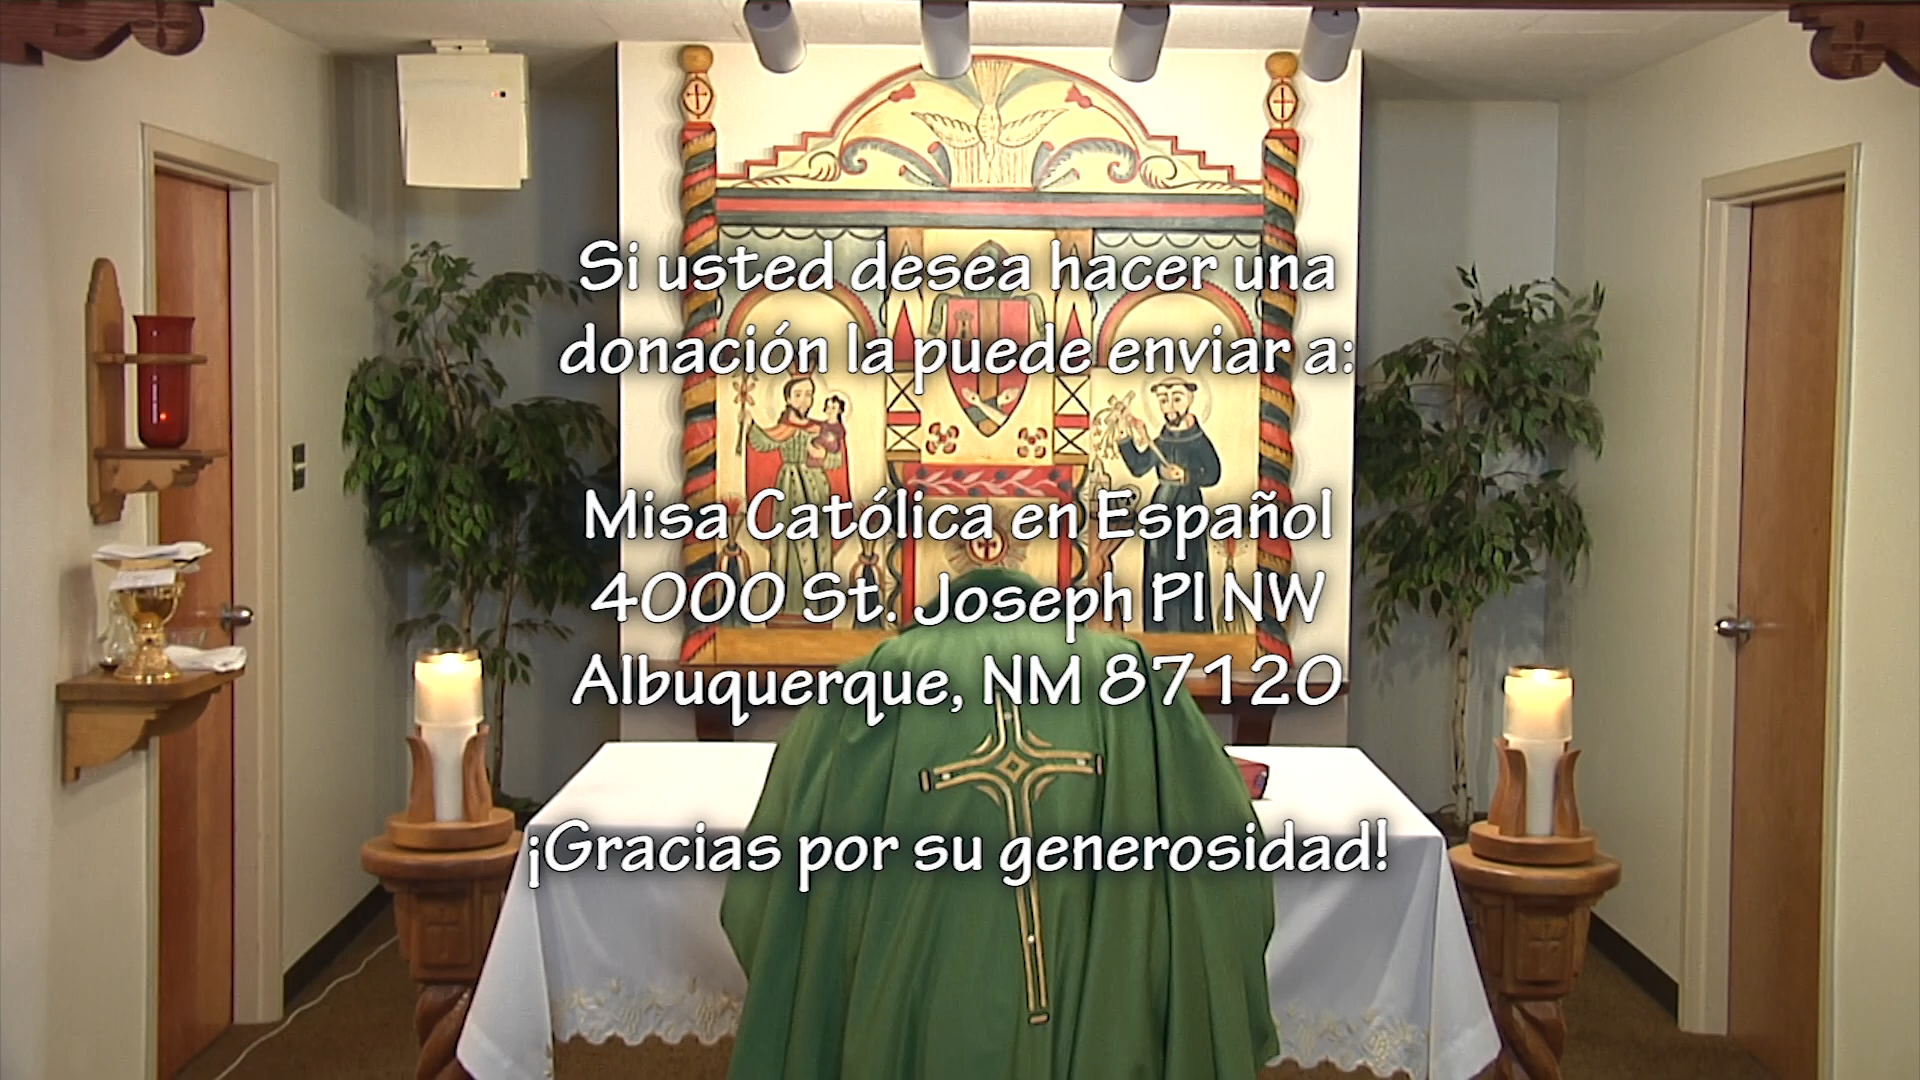 Si usted desea hacer una
donación la puede enviar a:
Misa Católica en Español
4000 St. Joseph Pl NW
Albuquerque, NM 87120
¡Gracias por su generosidad!